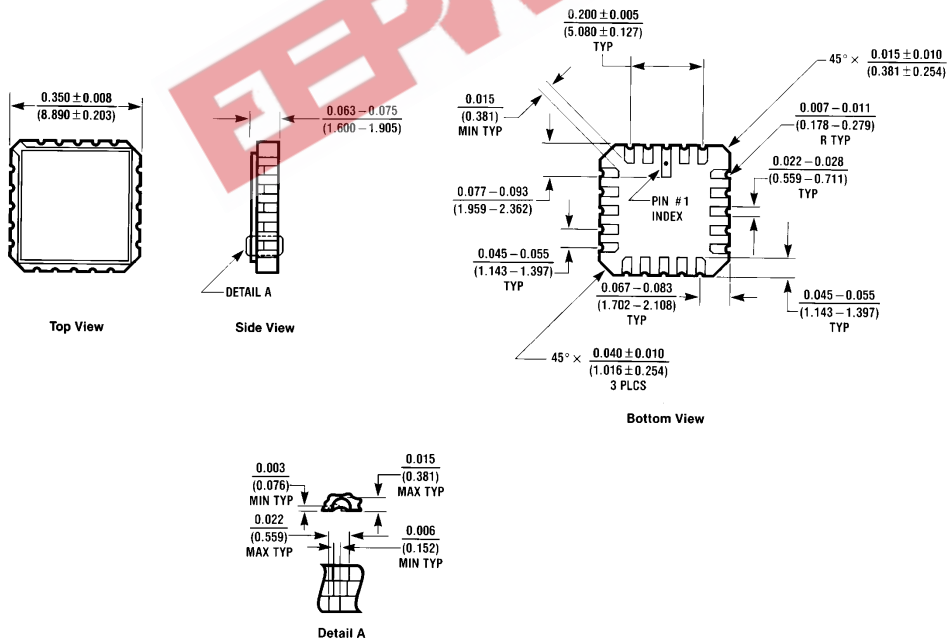 EEPW
0.200 ± 0.005
(5.080 ± 0.127)
TYP
45° × 0.015 ± 0.010
(0.381 ± 0.254)
0.350 ± 0.008
(8.890 ± 0.203)
0.063 – 0.075
(1.600 – 1.905)
0.015
(0.381)
MIN TYP
0.007 – 0.011
(0.178 – 0.279)
R TYP
0.022 – 0.028
(0.559 – 0.711)
TYP
0.077 – 0.093
(1.959 – 2.362)
PIN #1
INDEX
0.045 – 0.055
(1.143 – 1.397)
TYP
DETAIL A
0.067 – 0.083
(1.702 – 2.108)
TYP
0.045 – 0.055
(1.143 – 1.397)
TYP
Top View
Side View
45° × 0.040 ± 0.010
(1.016 ± 0.254)
3 PLCS
Bottom View
0.003
(0.076)
MIN TYP
0.015
(0.381)
MAX TYP
0.022
(0.559)
MAX TYP
0.006
(0.152)
MIN TYP
Detail A